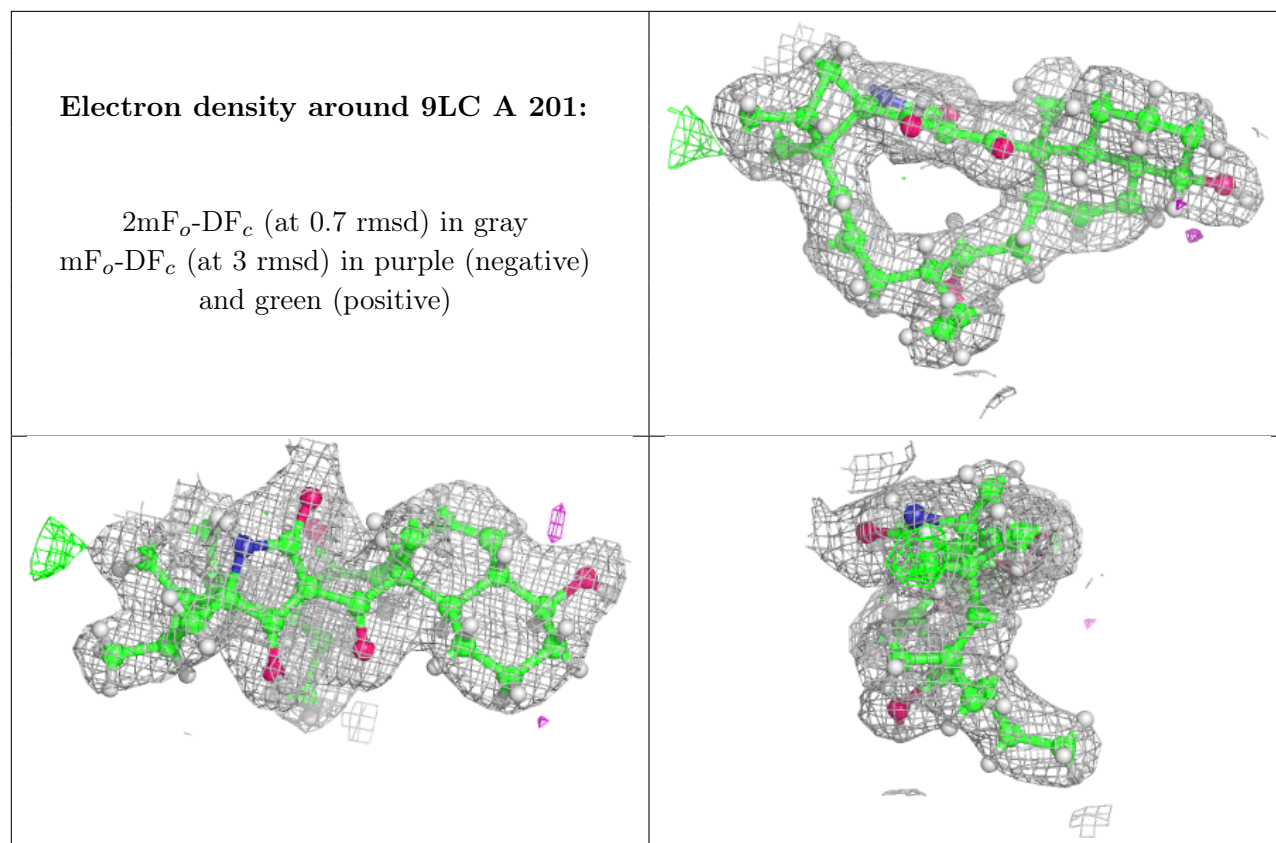 Electron density around 9LC A 201:
2mFₒ-DF𝑐 (at 0.7 rmsd) in gray
mFₒ-DF𝑐 (at 3 rmsd) in purple (negative)
and green (positive)